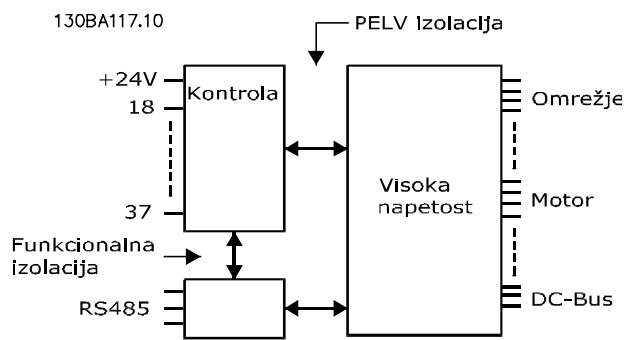 130BA117.10
PELV izolacija
+24V
Kontrola
18
Omrežje
Visoka
napetost
Motor
37
Funkcionalna
izolacija
RS485
DC-Bus